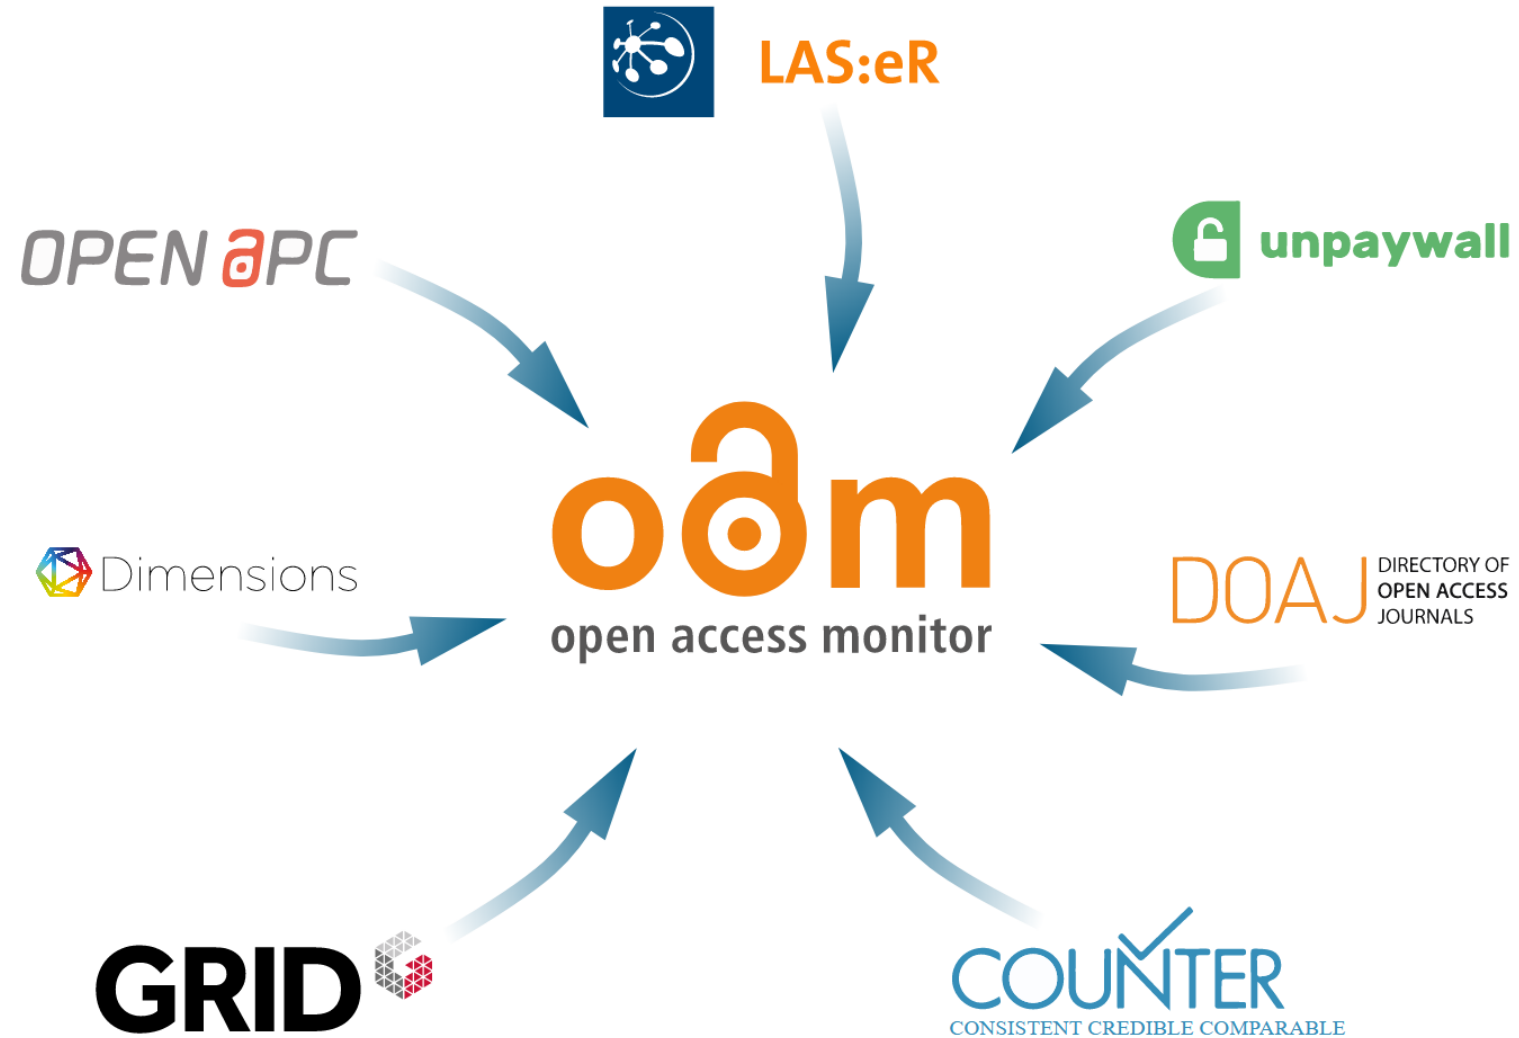 LAS:eR
OPEN aPC
unpaywall
oam
open access monitor
Dimensions
DOAJ
DIRECTORY OF
OPEN ACCESS
JOURNALS
GRID
COUNTER
CONSISTENT CREDIBLE COMPARABLE